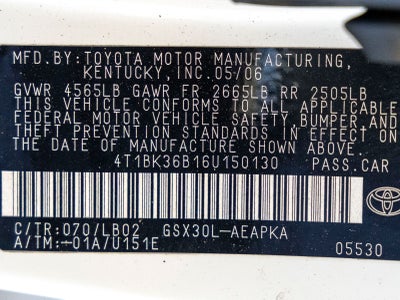 MFD.BY:TOYOTA MOTOR MANUFACTURING,
KENTUCKY, INC. 05/06
GVWR 4565LB GAWR FR 2665LB RR 2505LB
THIS VEHICLE CONFORMS TO ALL APPLICABLE
FEDERAL MOTOR VEHICLE SAFETY, BUMPER, AND
THEFT PREVENTION STANDARDS IN EFFECT ON
THE DATE OF MANUFACTURE SHOWN ABOVE.
4T1BK36B16U150130 PASS.CAR
C/TR:070/LB02 GSX30L-AEAPKA
A/TM:-01A/U151E
05530